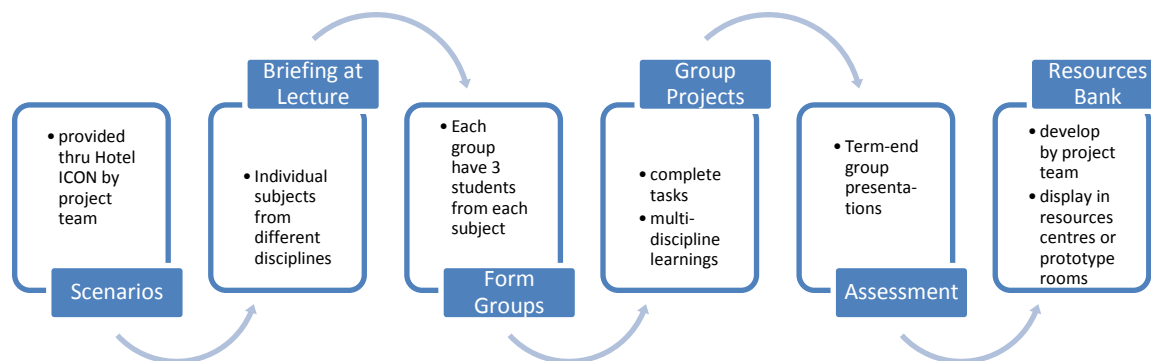 • provided
thru Hotel
ICON by
project
team
Scenarios
Briefing at
Lecture
• Individual
subjects
from
different
disciplines
• Each
group
have 3
students
from each
subject
Form
Groups
Group
Projects
• complete
tasks
• multi-
discipline
learnings
• Term-end
group
presenta-
tions
Assessment
Resources
Bank
• develop
by project
team
• display in
resources
centres or
prototype
rooms